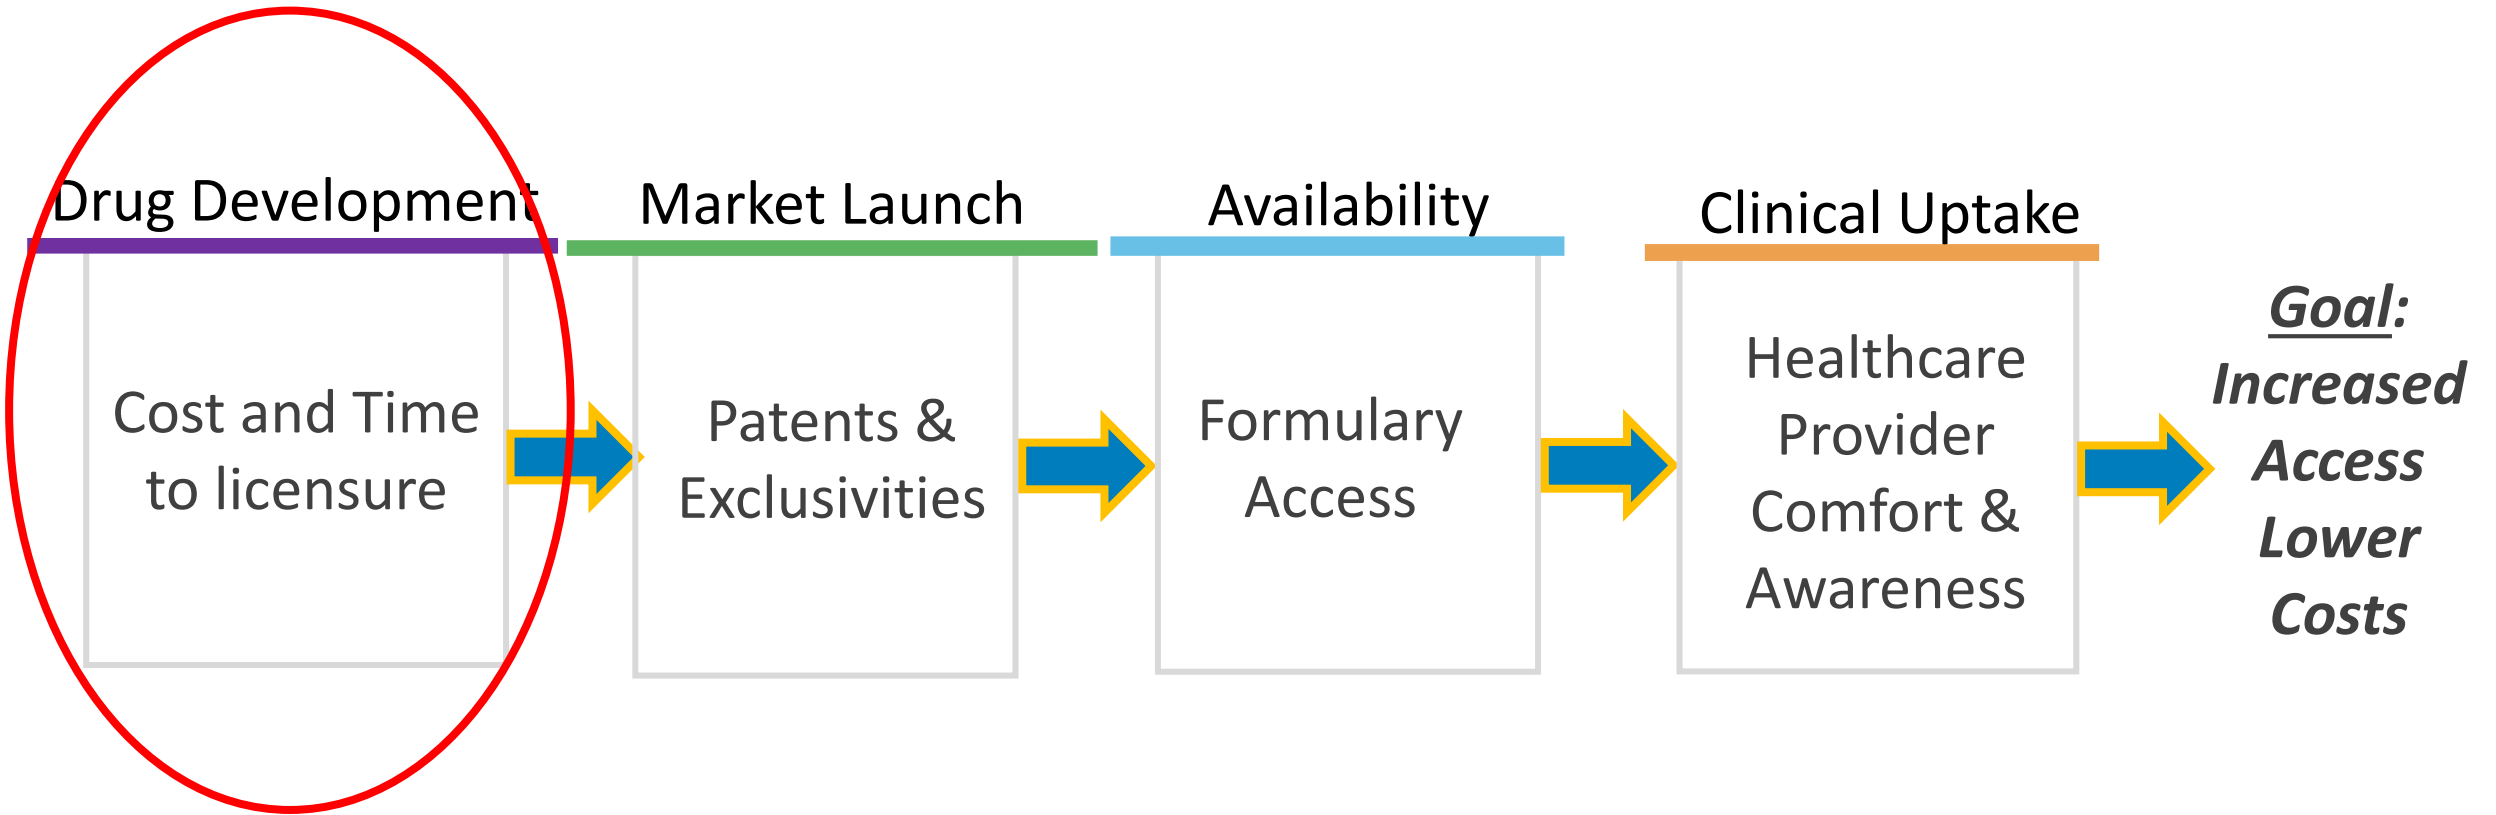 Drug Development
Costs and Time
to licensure
Market Launch
Patents &
Exclusivities
Availability
Formulary
Access
Clinical Uptake
Healthcare
Provider
Comfort &
Awareness
Goal:
Increased
Access
Lower
Costs